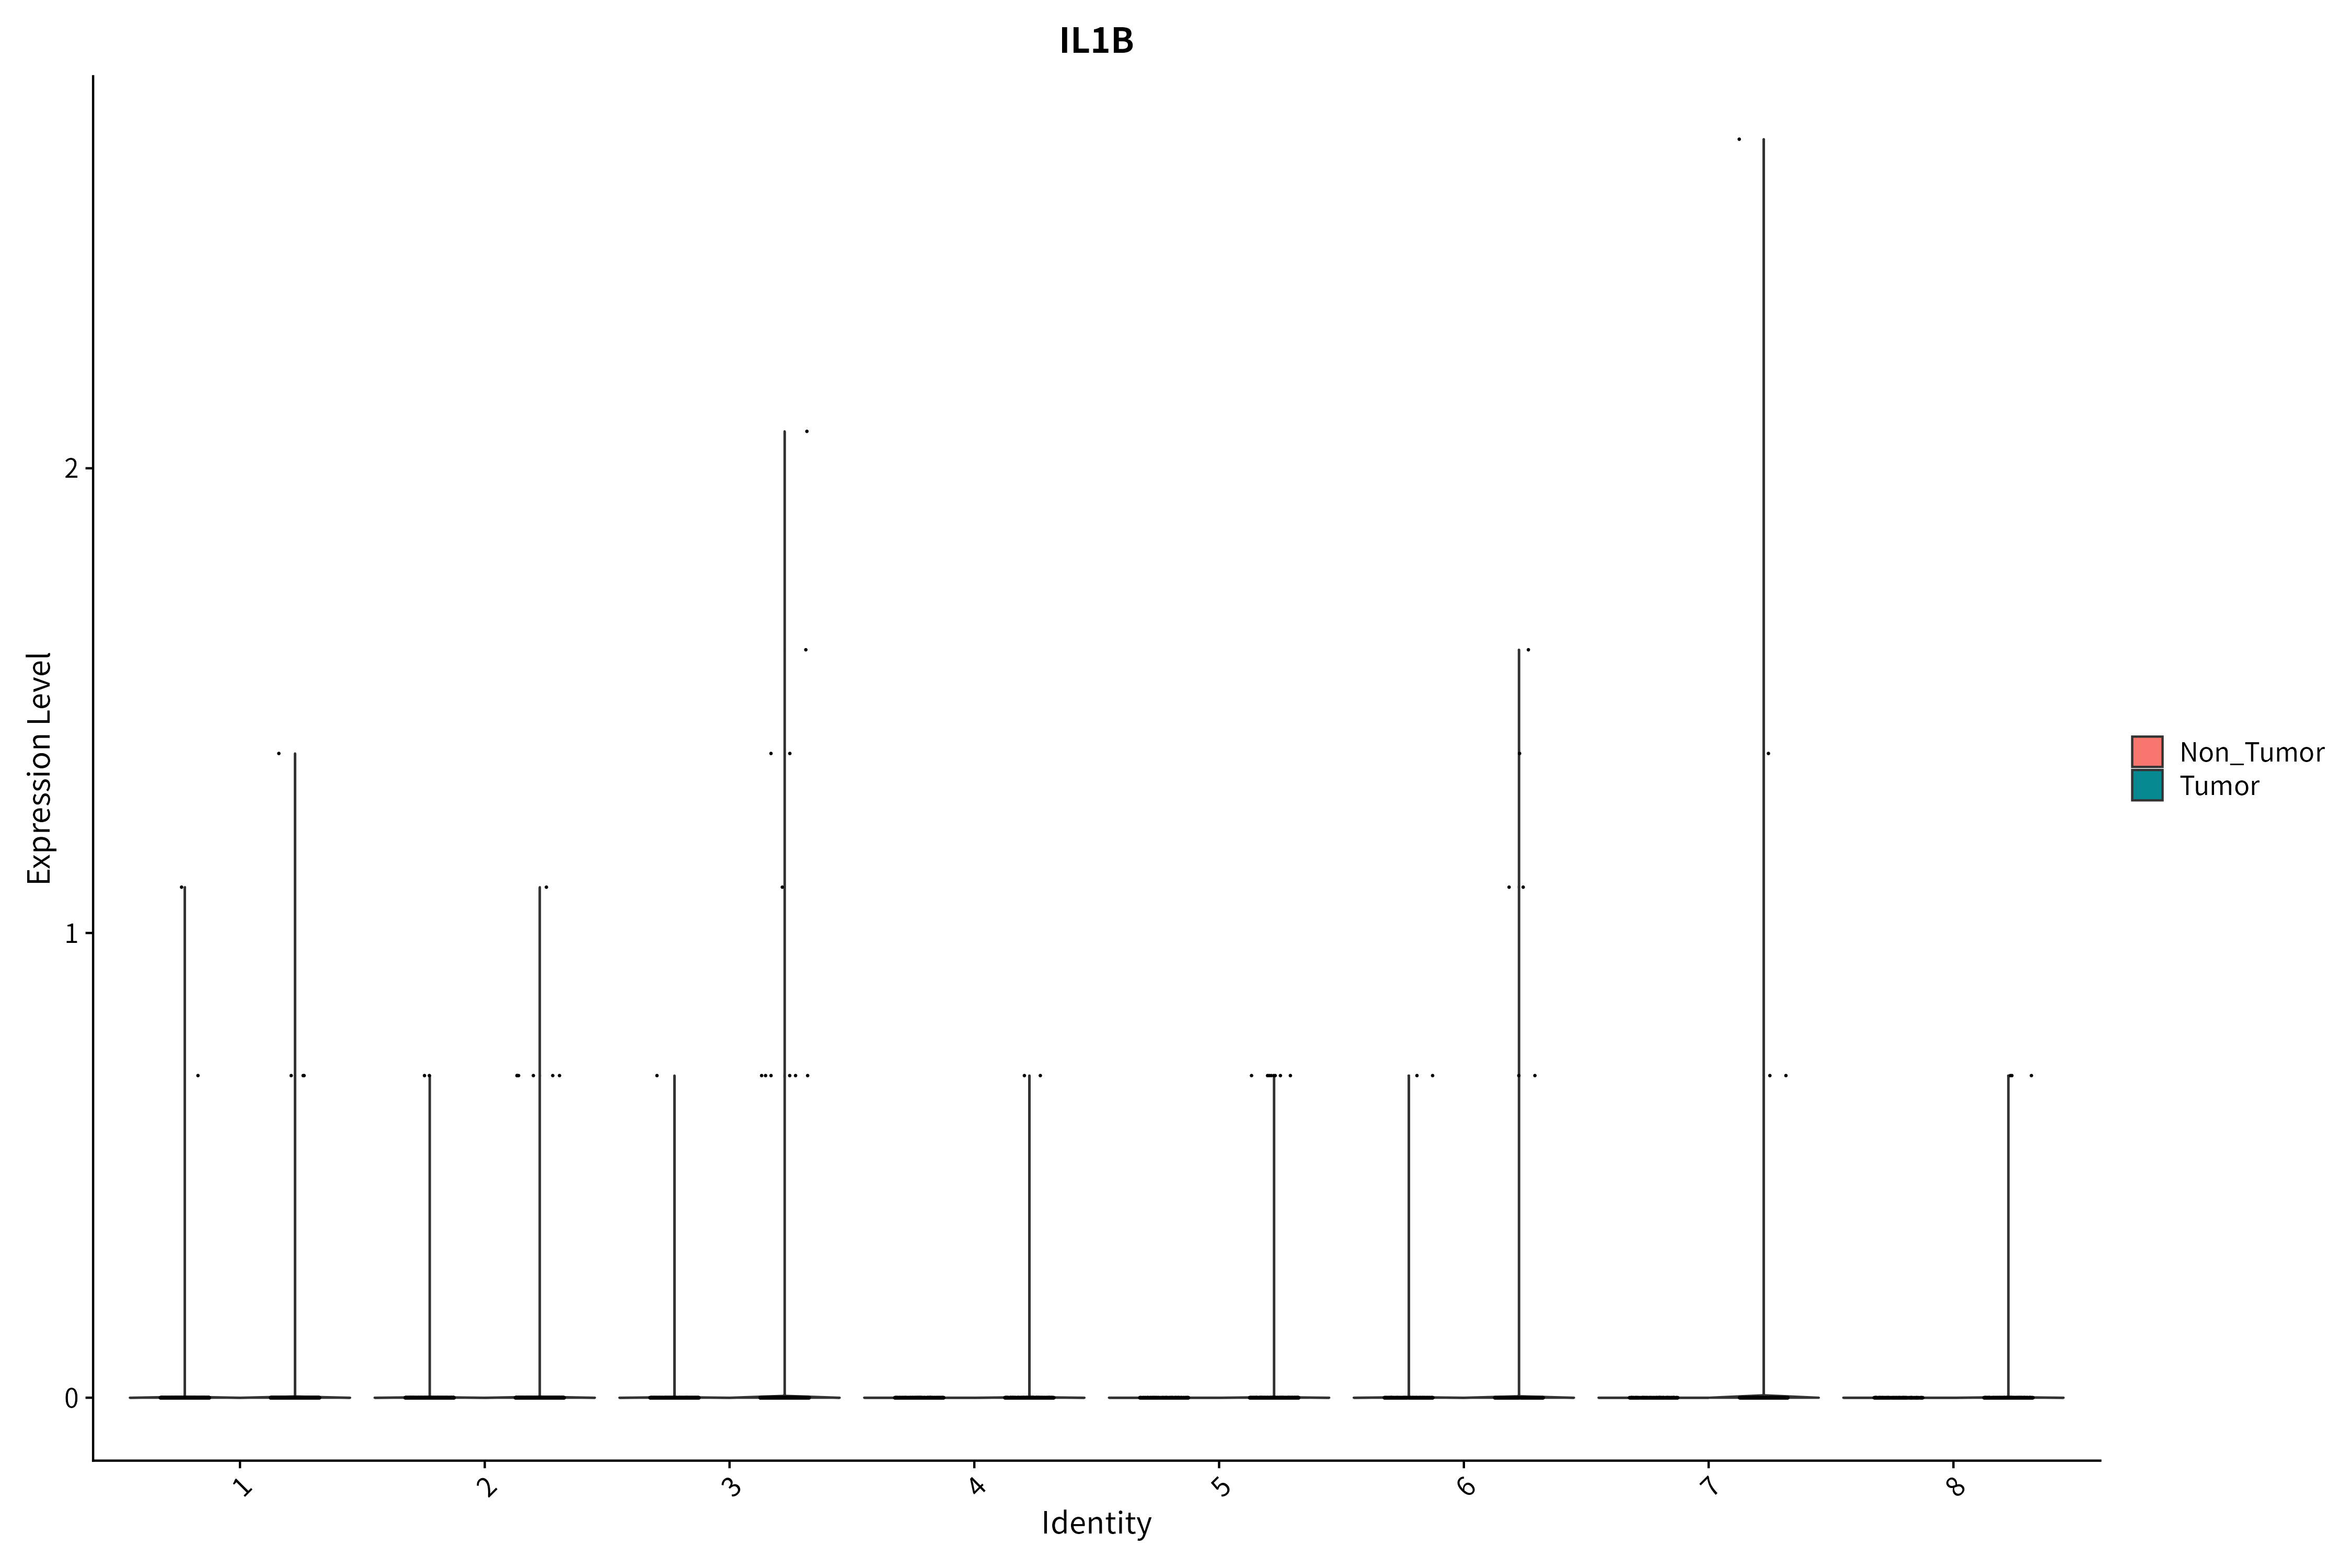 IL1B
Expression Level
2
1
0
1 2 3 4 5 6 7 8
Identity
Non_Tumor
Tumor